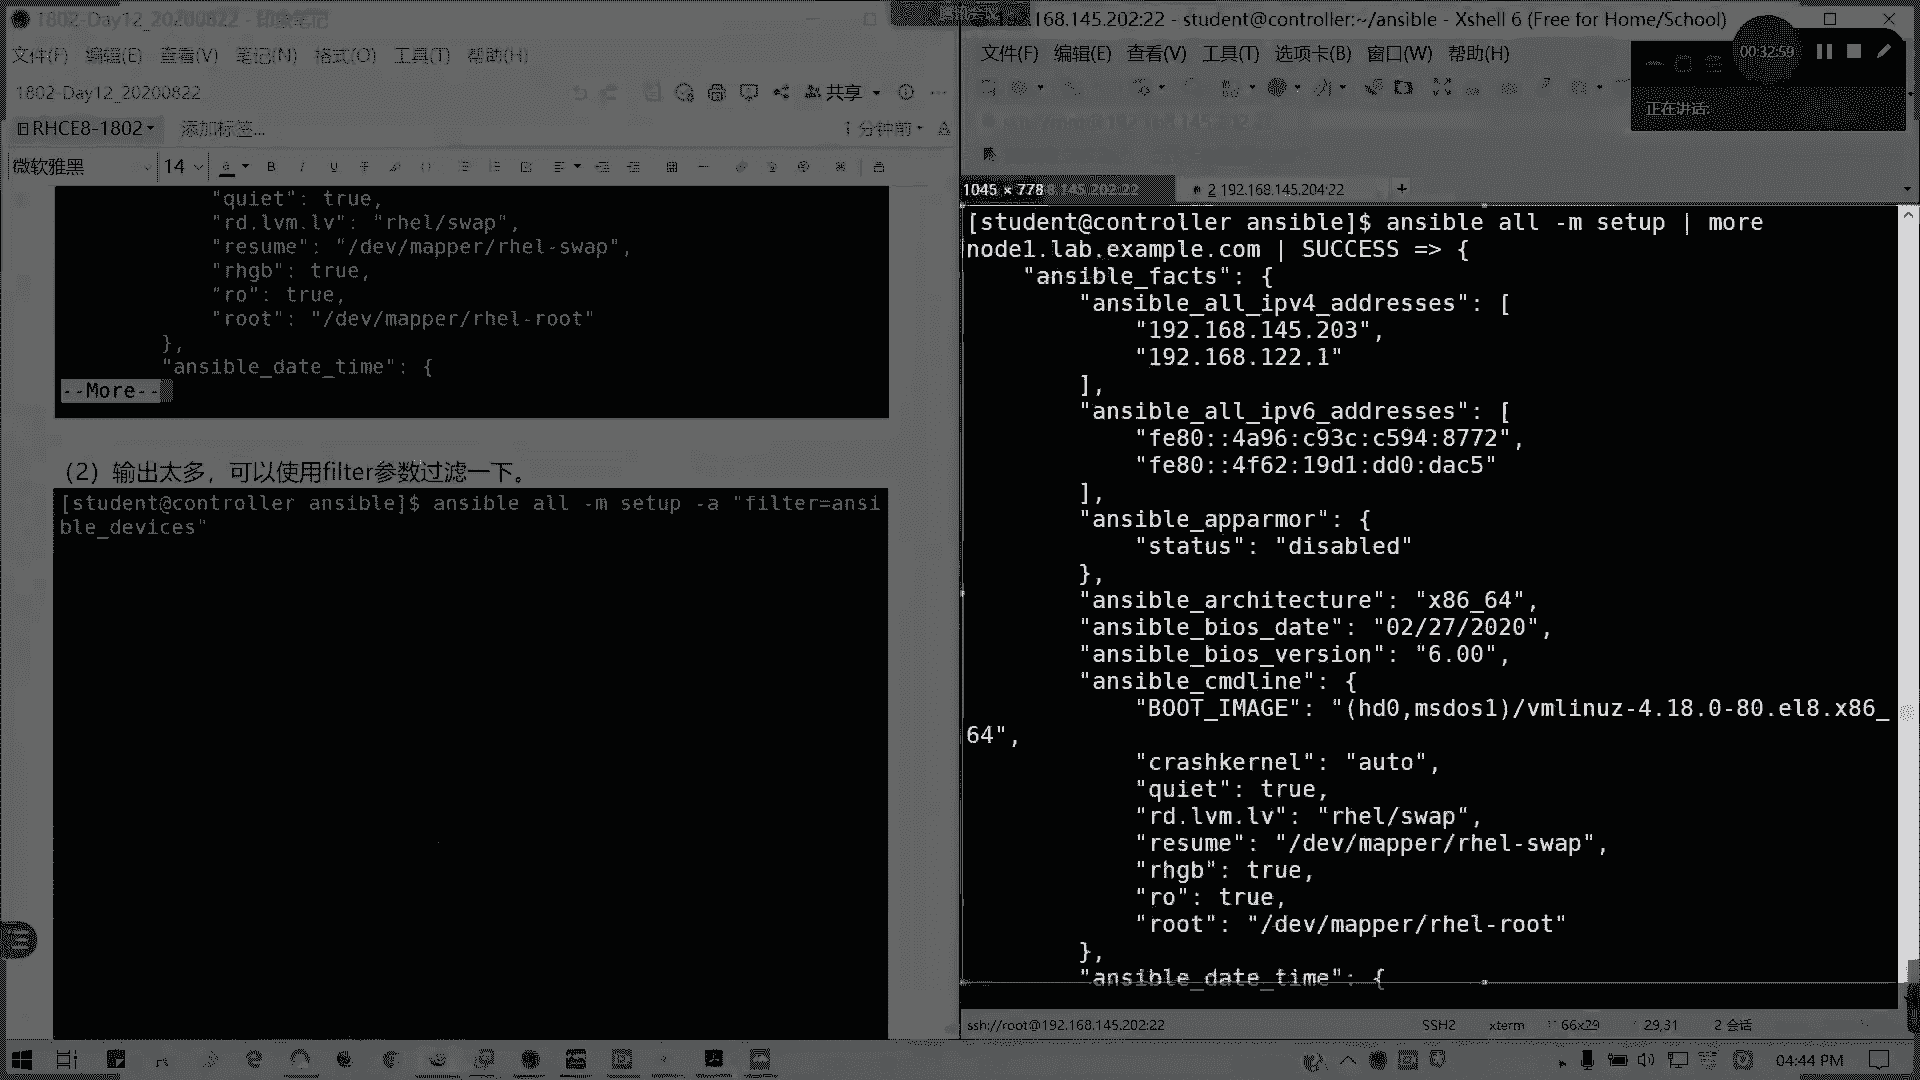 1802-Day12_20200822 - 印象笔记
文件(F) 编辑(E) 查看(V) 笔记(N) 格式(O) 工具(T) 帮助(H)
1802-Day12_20200822
共享
RHCE8-1802
添加标签...
1 分钟前
微软雅黑
14
"quiet": true,
"rd.lvm.lv": "rhel/swap",
"resume": "/dev/mapper/rhel-swap",
"rhgb": true,
"ro": true,
"root": "/dev/mapper/rhel-root"
},
"ansible_date_time": {
--More--
（2）输出太多，可以使用filter参数过滤一下。
[student@controller ansible]$ ansible all -m setup -a "filter=ansi
ble_devices"
.168.145.202:22 - student@controller:~/ansible - Xshell 6 (Free for Home/School)
文件(F) 编辑(E) 查看(V) 工具(T) 选项卡(B) 窗口(W) 帮助(H)
00:32:59
正在讲话:
1045 × 778
8.145.202:22
2 192.168.145.204:22
[student@controller ansible]$ ansible all -m setup | more
node1.lab.example.com | SUCCESS => {
"ansible_facts": {
"ansible_all_ipv4_addresses": [
"192.168.145.203",
"192.168.122.1"
],
"ansible_all_ipv6_addresses": [
"fe80::4a96:c93c:c594:8772",
"fe80::4f62:19d1:dd0:dac5"
],
"ansible_apparmor": {
"status": "disabled"
},
"ansible_architecture": "x86_64",
"ansible_bios_date": "02/27/2020",
"ansible_bios_version": "6.00",
"ansible_cmdline": {
"BOOT_IMAGE": "(hd0,msdos1)/vmlinuz-4.18.0-80.el8.x86_
64",
"crashkernel": "auto",
"quiet": true,
"rd.lvm.lv": "rhel/swap",
"resume": "/dev/mapper/rhel-swap",
"rhgb": true,
"ro": true,
"root": "/dev/mapper/rhel-root"
},
"ansible_date_time": {
ssh://root@192.168.145.202:22
SSH2
xterm
66x29
29,31
2 会话
04:44 PM